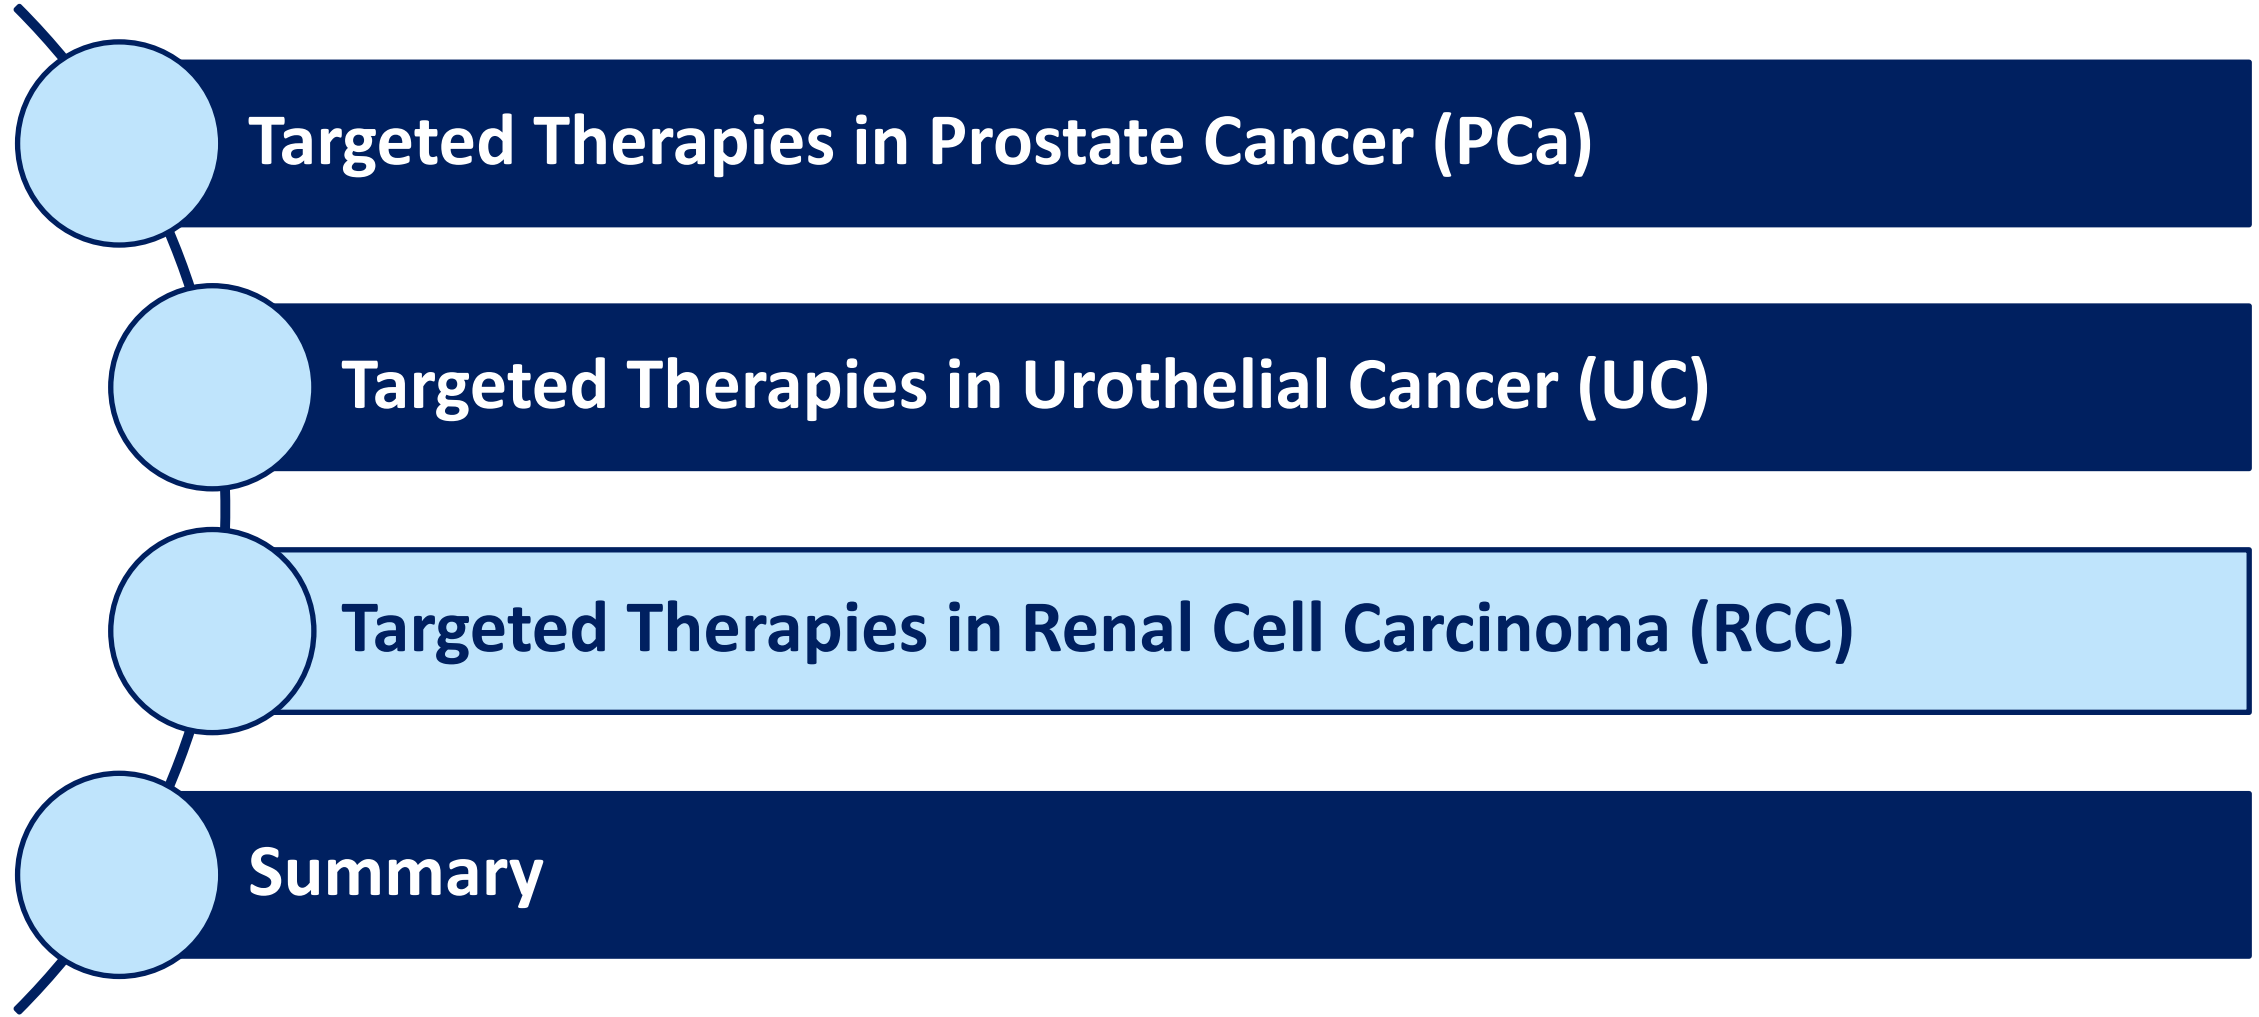 Targeted Therapies in Prostate Cancer (PCa)
Targeted Therapies in Urothelial Cancer (UC)
Targeted Therapies in Renal Cell Carcinoma (RCC)
Summary